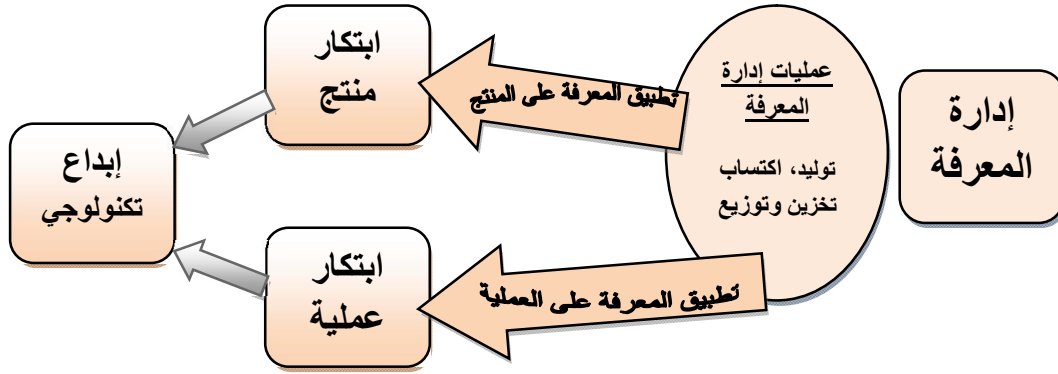 إدارة
المعرفة
عمليات إدارة
المعرفة
توليد، اكتساب
تخزين وتوزيع
تطبيق المعرفة على المنتج
ابتكار
منتج
تطبيق المعرفة على العملية
ابتكار
عملية
إبداع
تكنولوجي